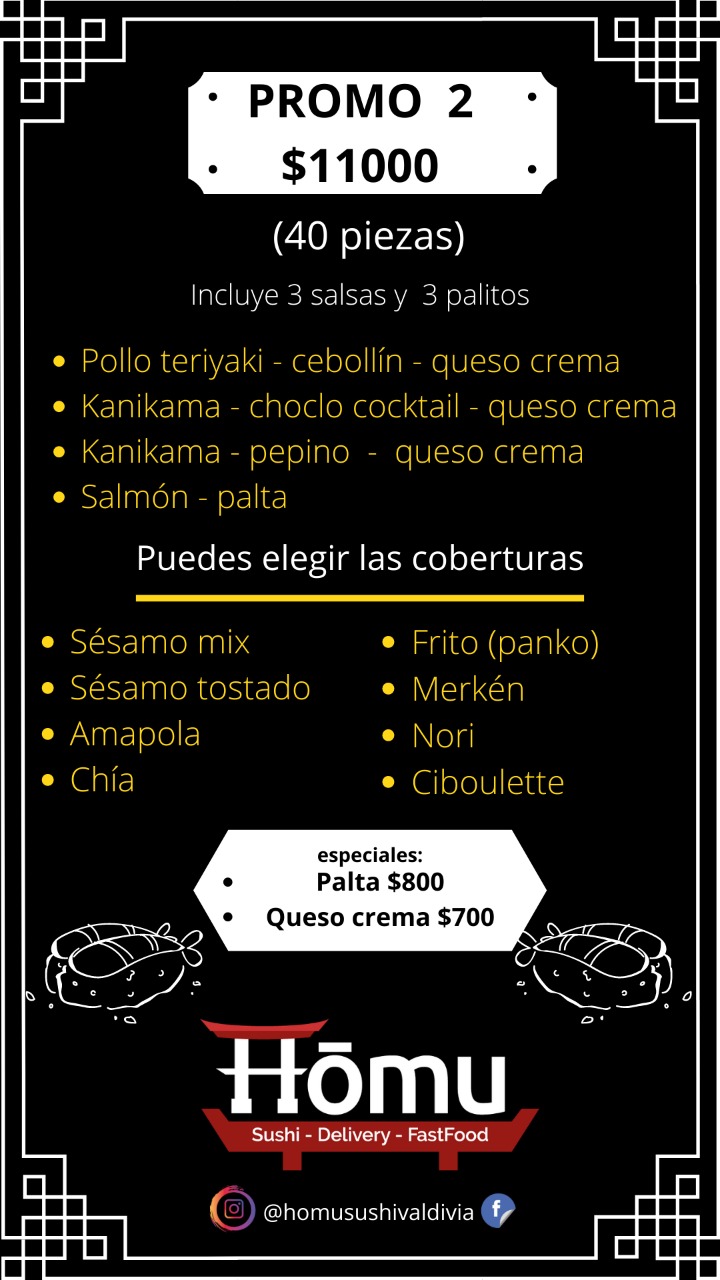 PROMO 2
$11000
(40 piezas)
Incluye 3 salsas y 3 palitos
Pollo teriyaki - cebollín - queso crema
Kanikama - choclo cocktail - queso crema
Kanikama - pepino - queso crema
Salmón - palta
Puedes elegir las coberturas
Sésamo mix
Sésamo tostado
Amapola
Chía
Frito (panko)
Merkén
Nori
Ciboulette
especiales:
Palta $800
Queso crema $700
Hōmu
Sushi - Delivery - FastFood
@homusushivaldivia